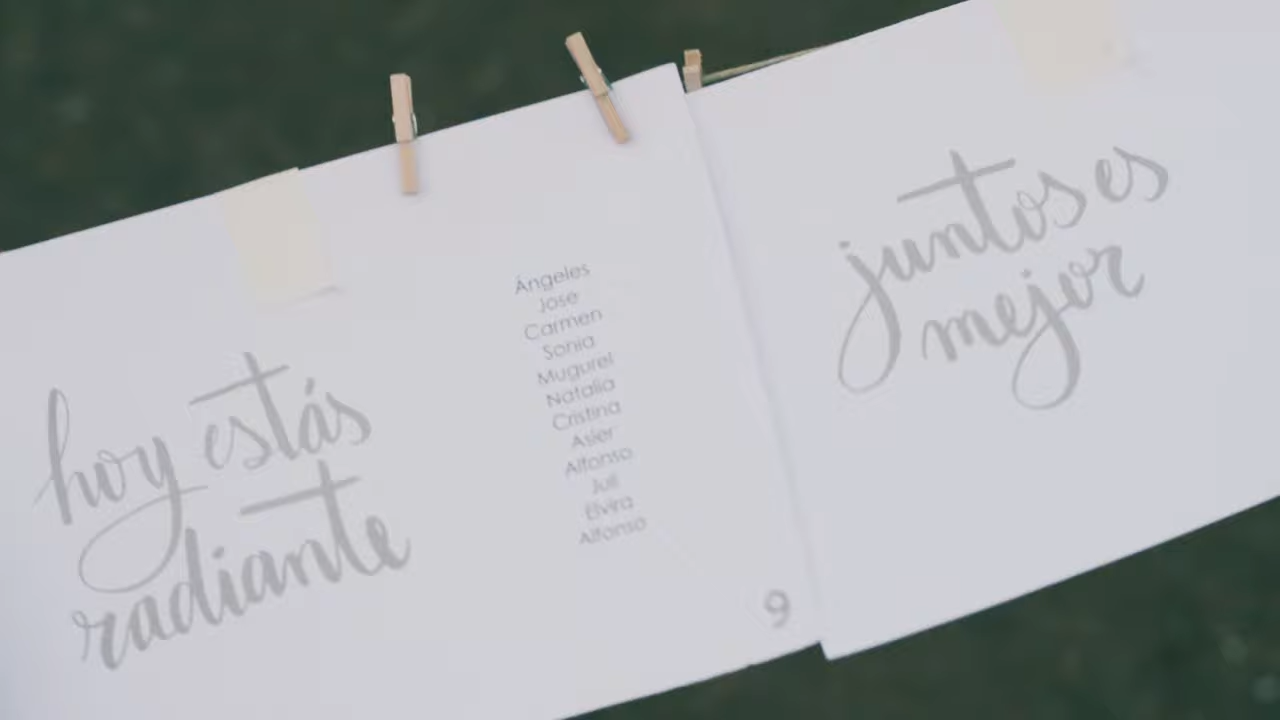 hoy estás
radiante
Ángeles
Jose
Carmen
Sonia
Mugurel
Natalia
Cristina
Asier
Alfonso
Juli
Elvira
Alfonso
9
juntos es
mejor